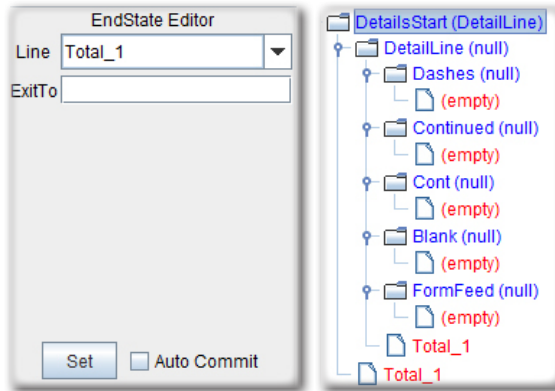 EndState Editor
Line Total_1
ExitTo
Set Auto Commit
DetailsStart (DetailLine)
DetailLine (null)
Dashes (null)
(empty)
Continued (null)
(empty)
Cont (null)
(empty)
Blank (null)
(empty)
FormFeed (null)
(empty)
Total_1
Total_1